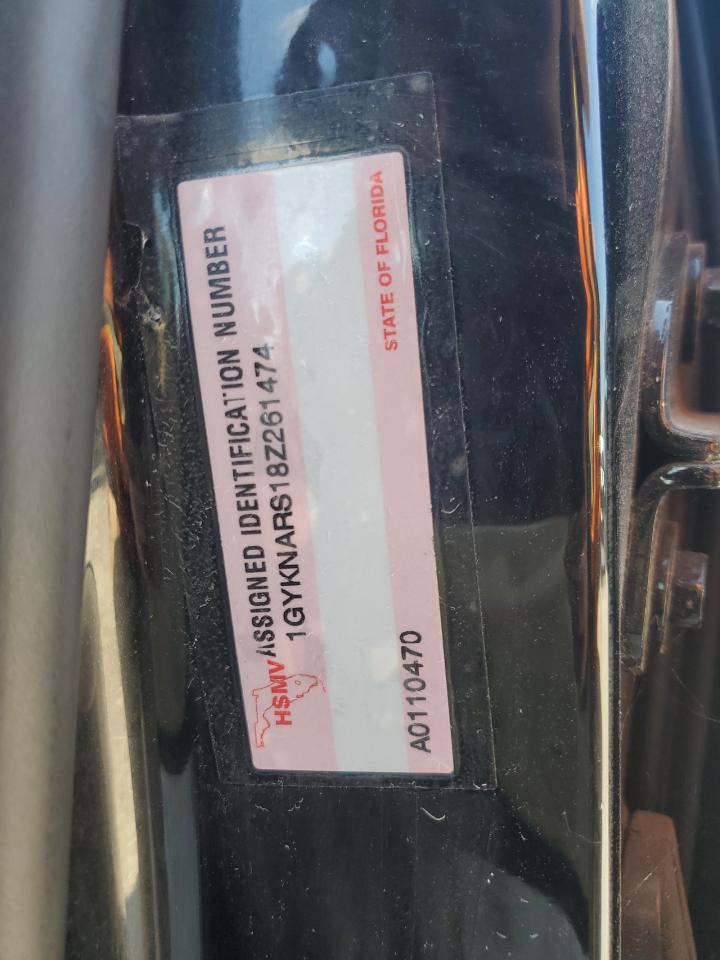 HSMV
ASSIGNED IDENTIFICATION NUMBER
1GYKNARS18Z261474
A0110470
STATE OF FLORIDA